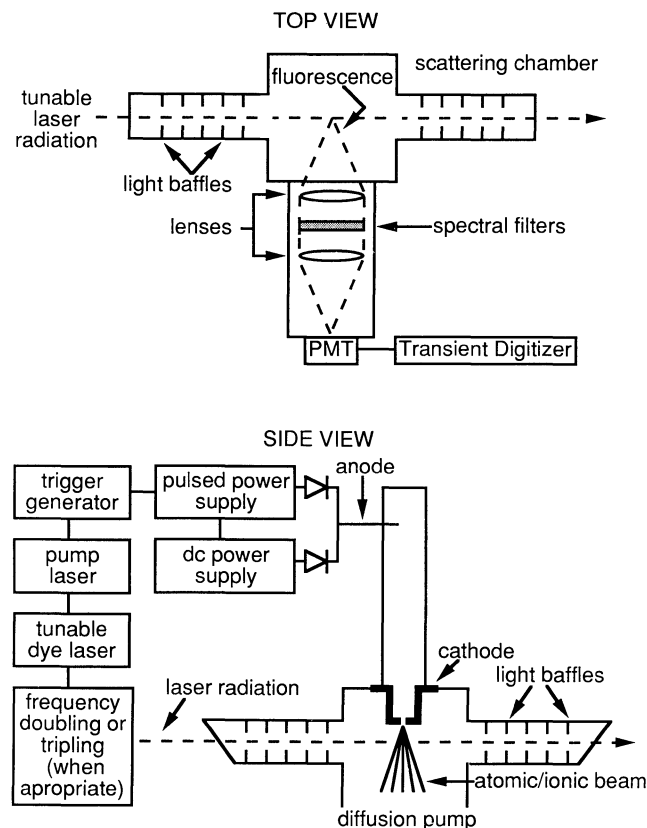 TOP VIEW
fluorescence
scattering chamber
tunable
laser
radiation
light baffles
lenses
spectral filters
PMT
Transient Digitizer
SIDE VIEW
anode
trigger
generator
pulsed power
supply
pump
laser
dc power
supply
tunable
dye laser
cathode
light baffles
laser radiation
frequency
doubling or
tripling
(when
apropriate)
atomic/ionic beam
diffusion pump